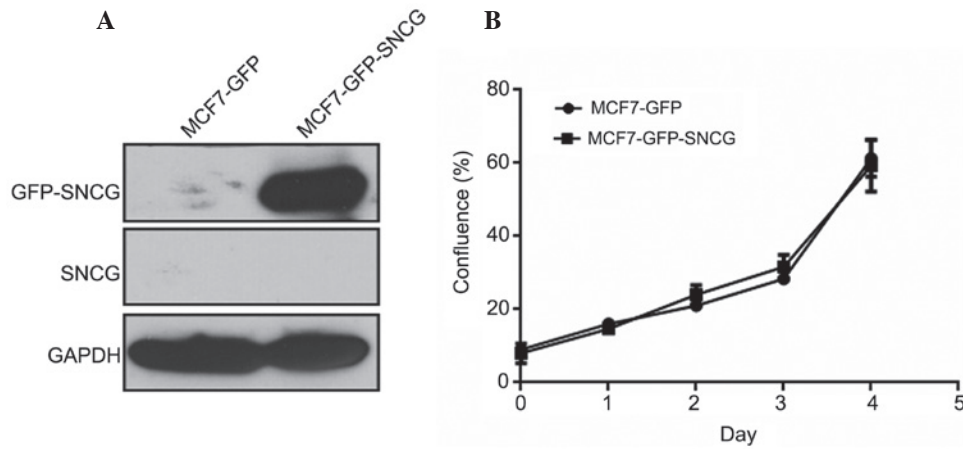 A
MCF7-GFP
MCF7-GFP-SNCG
GFP-SNCG
SNCG
GAPDH
B
80
60
40
20
0
Confluence (%)
MCF7-GFP
MCF7-GFP-SNCG
0 1 2 3 4 5
Day